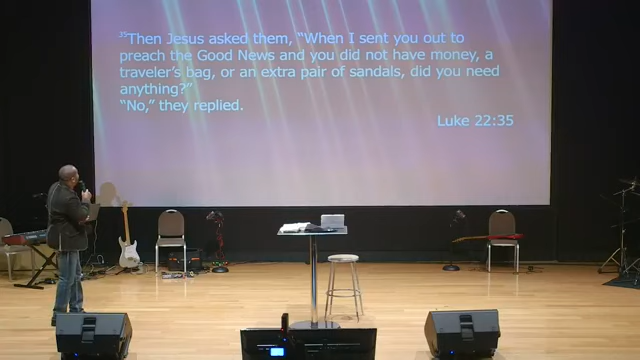 35Then Jesus asked them, “When I sent you out to
preach the Good News and you did not have money, a
traveler’s bag, or an extra pair of sandals, did you need
anything?”
“No,” they replied.
Luke 22:35